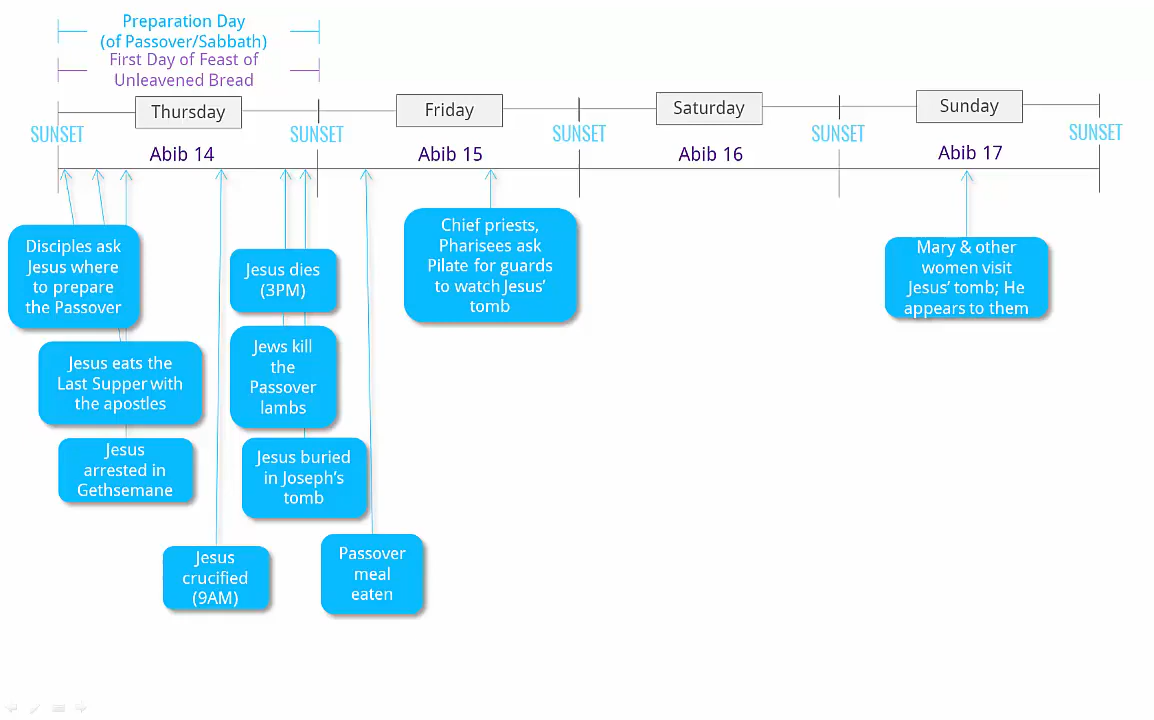 Preparation Day
(of Passover/Sabbath)
First Day of Feast of
Unleavened Bread
Thursday
Friday
Saturday
Sunday
SUNSET
SUNSET
SUNSET
SUNSET
SUNSET
Abib 14
Abib 15
Abib 16
Abib 17
Disciples ask
Jesus where
to prepare
the Passover
Jesus eats the
Last Supper with
the apostles
Jesus
arrested in
Gethsemane
Jesus
crucified
(9AM)
Jesus dies
(3PM)
Jews kill
the
Passover
lambs
Jesus buried
in Joseph's
tomb
Passover
meal
eaten
Chief priests,
Pharisees ask
Pilate for guards
to watch Jesus'
tomb
Mary & other
women visit
Jesus' tomb; He
appears to them